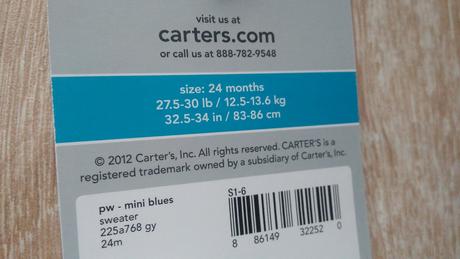 visit us at
carters.com
or call us at 888-782-9548
size: 24 months
27.5-30 lb / 12.5-13.6 kg
32.5-34 in / 83-86 cm
© 2012 Carter's, Inc. All rights reserved. CARTER'S is a
registered trademark owned by a subsidiary of Carter's, Inc.
pw - mini blues
sweater
225a768 gy
24m
S1-6
8 86149 32252 0